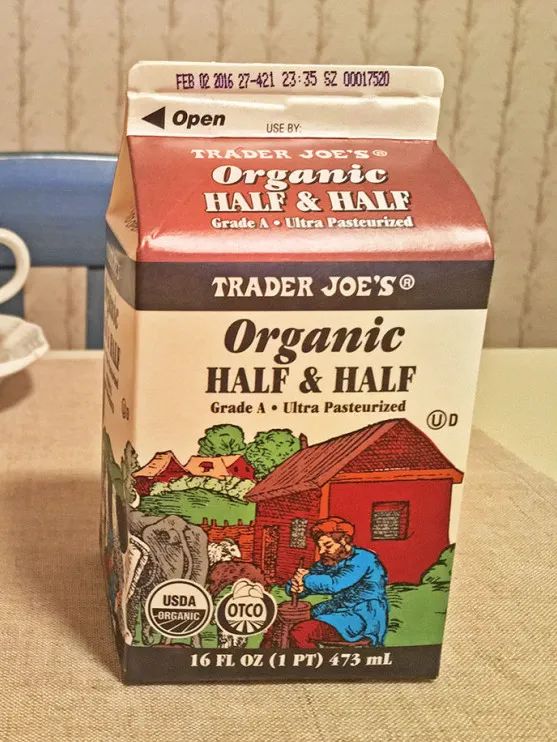 FEB 02 2016 27-421 23:35 SZ 00017520
Open
USE BY:
TRADER JOE'S®
Organic
HALF & HALF
Grade A • Ultra Pasteurized
TRADER JOE'S®
Organic
HALF & HALF
Grade A • Ultra Pasteurized
U D
USDA
ORGANIC
OTCO
16 FL OZ (1 PT) 473 mL